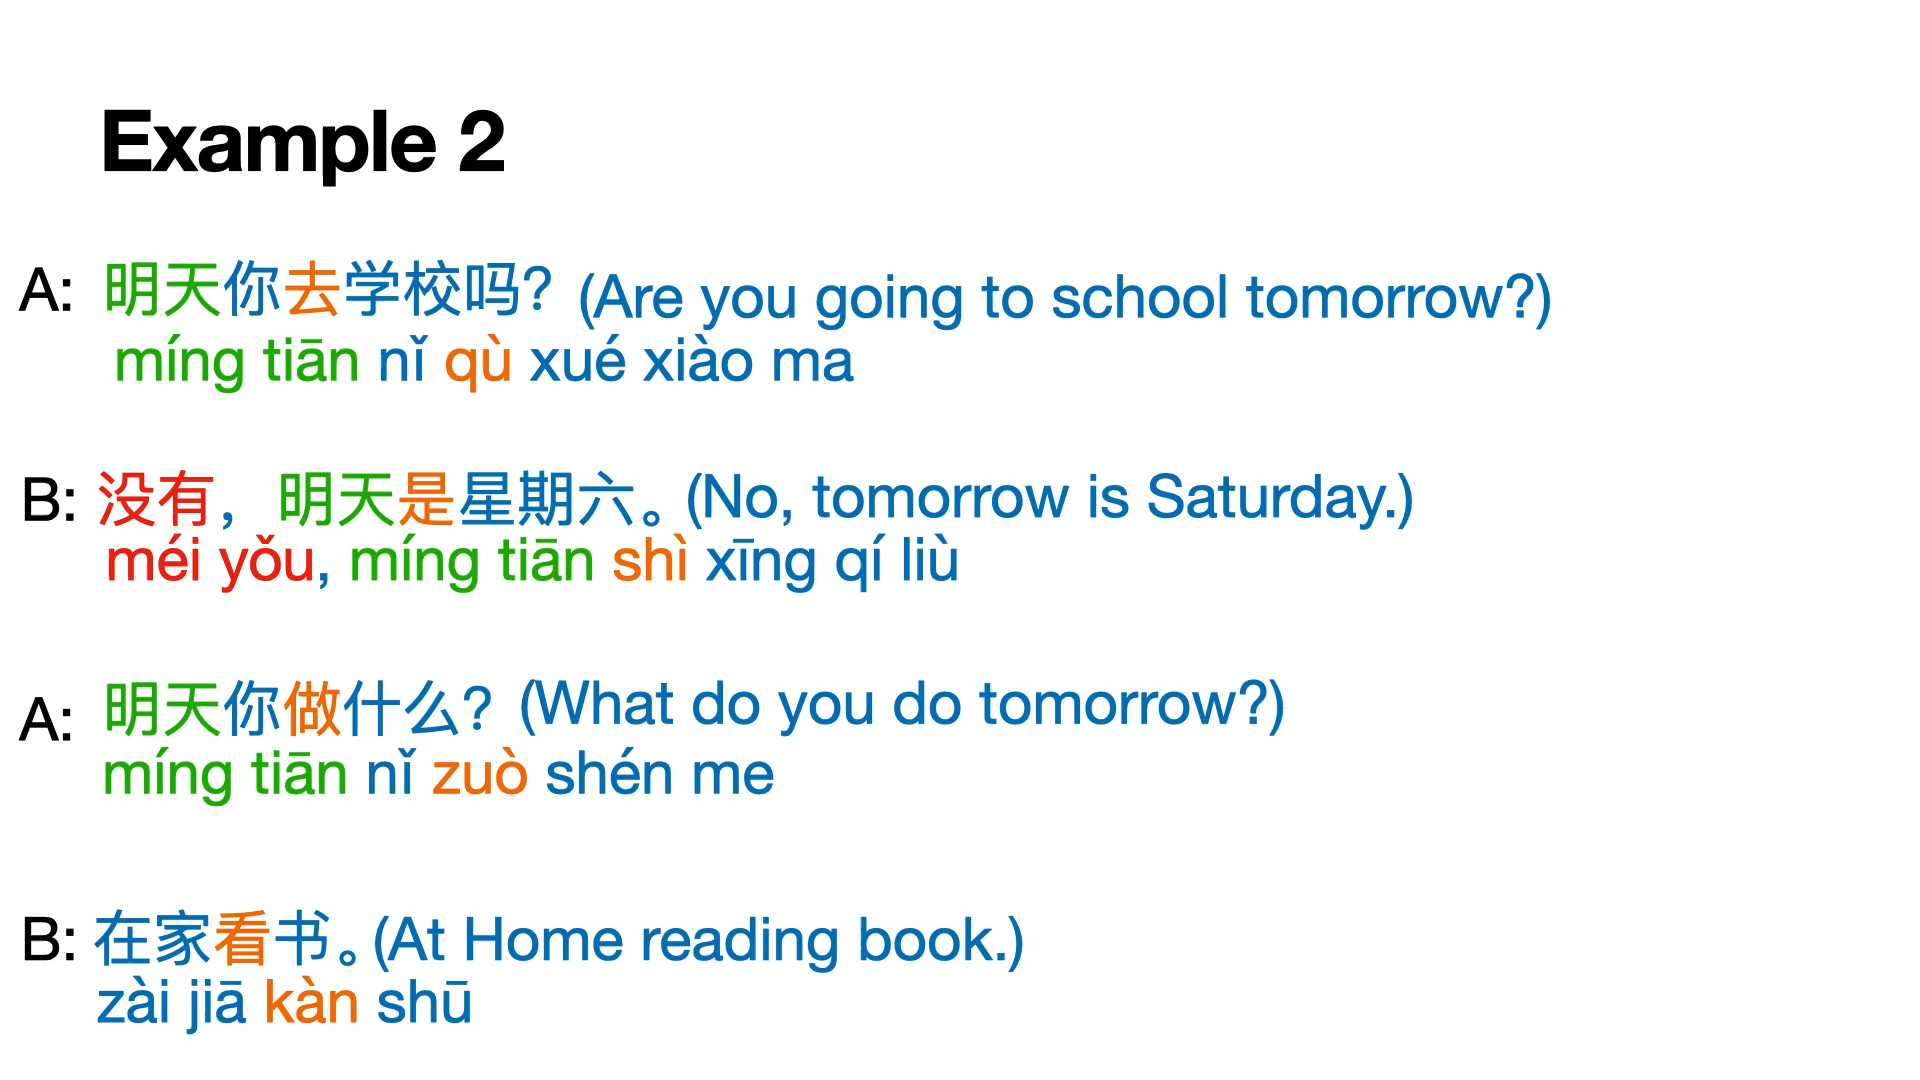 Example 2
A: 明天你去学校吗? (Are you going to school tomorrow?)
míng tiān nǐ qù xué xiào ma
B: 没有，明天是星期六。(No, tomorrow is Saturday.)
méi yǒu, míng tiān shì xīng qí liù
A: 明天你做什么? (What do you do tomorrow?)
míng tiān nǐ zuò shén me
B: 在家看书。(At Home reading book.)
zài jiā kàn shū